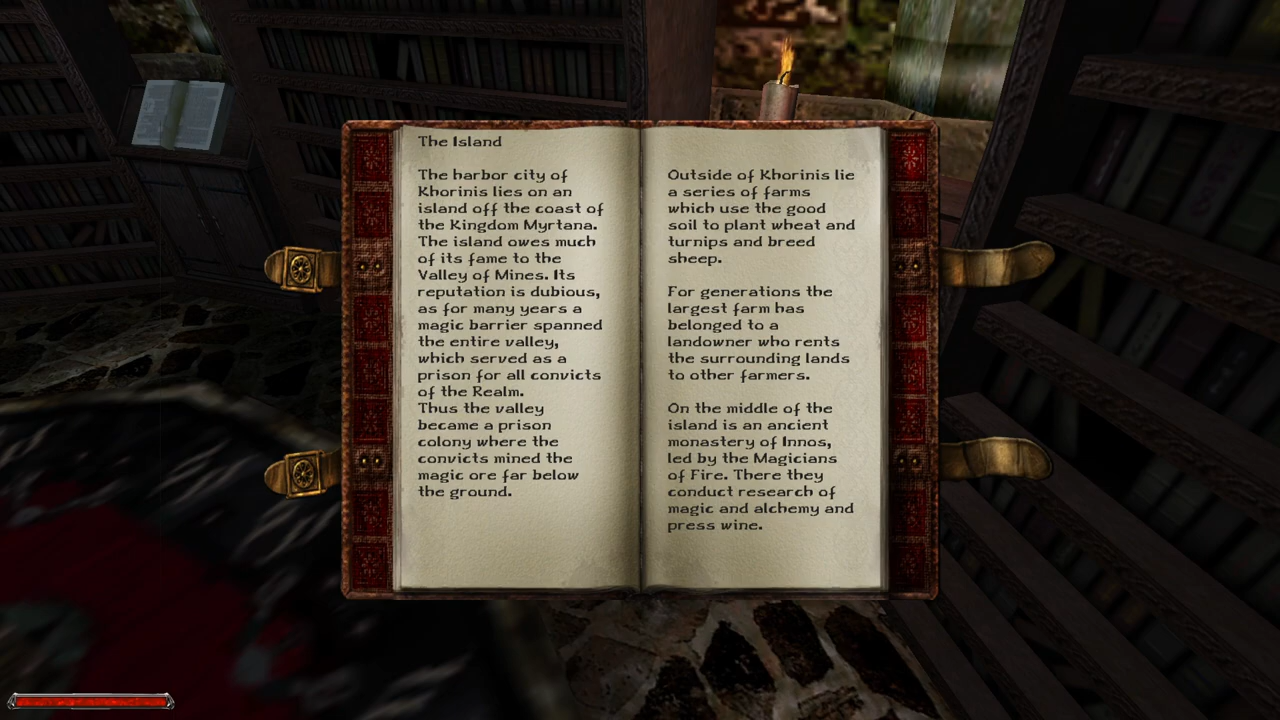 The Island
The harbor city of
Khorinis lies on an
island off the coast of
the Kingdom Myrtana.
The island owes much
of its fame to the
Valley of Mines. Its
reputation is dubious,
as for many years a
magic barrier spanned
the entire valley,
which served as a
prison for all convicts
of the Realm.
Thus the valley
became a prison
colony where the
convicts mined the
magic ore far below
the ground.
Outside of Khorinis lie
a series of farms
which use the good
soil to plant wheat and
turnips and breed
sheep.
For generations the
largest farm has
belonged to a
landowner who rents
the surrounding lands
to other farmers.
On the middle of the
island is an ancient
monastery of Innos,
led by the Magicians
of Fire. There they
conduct research of
magic and alchemy and
press wine.